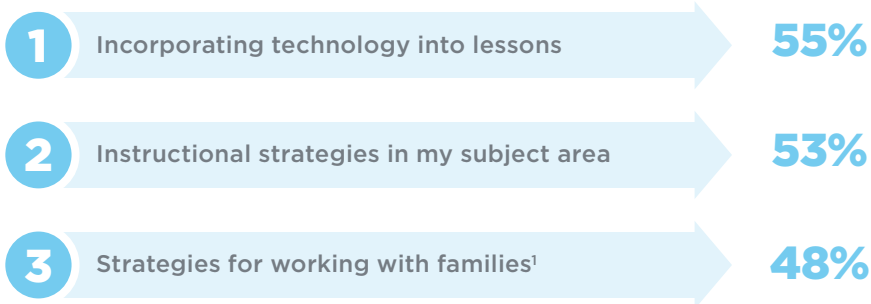 1 Incorporating technology into lessons 55%
2 Instructional strategies in my subject area 53%
3 Strategies for working with families¹ 48%